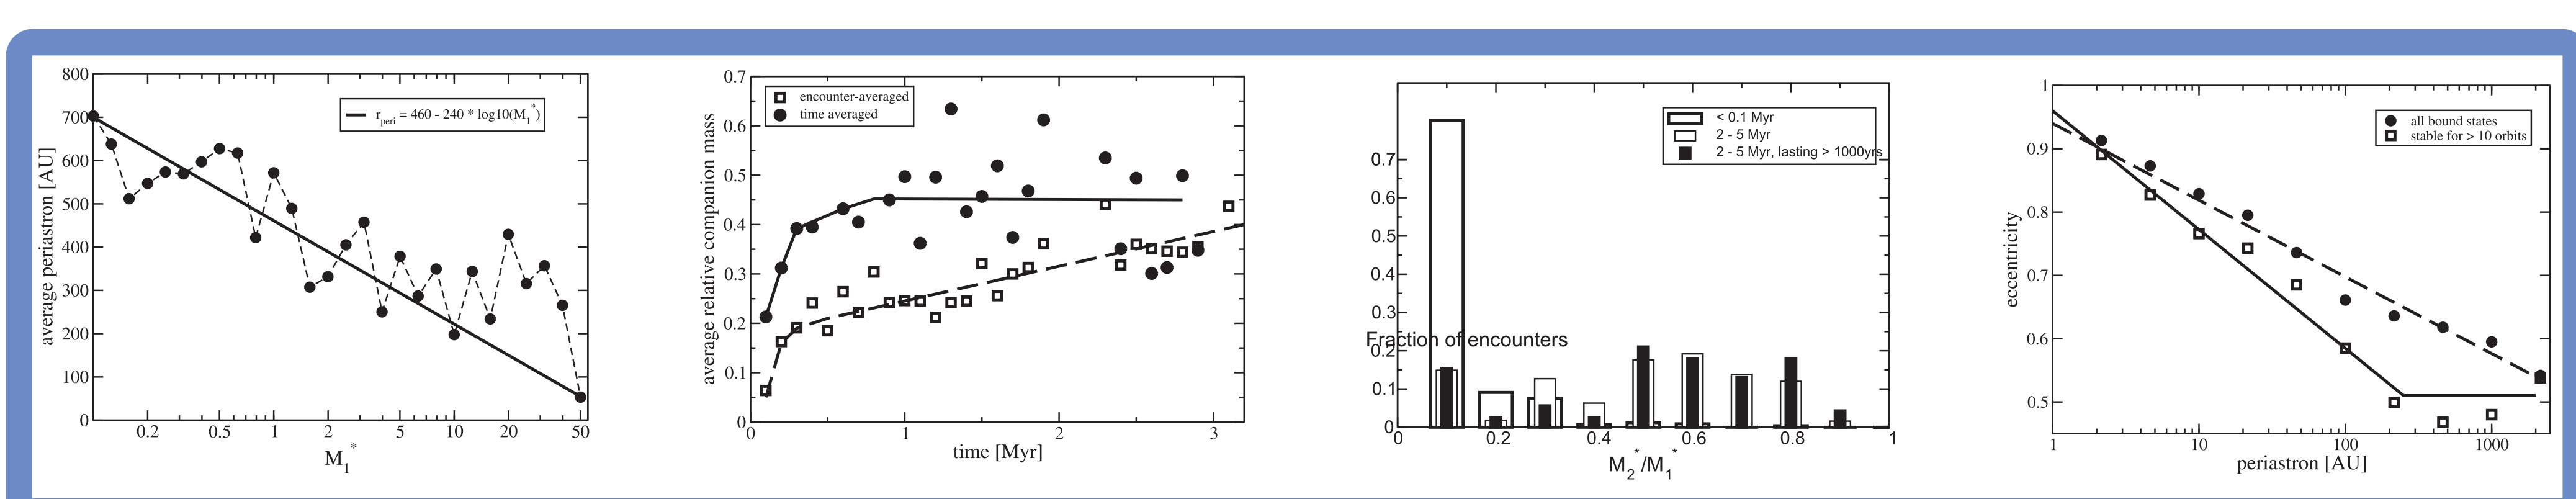 800
700
600
500
400
300
200
100
0
average periastron [AU]
r_peri = 460 - 240 * log10(M_1^*)
0.2 0.5 1 2 5 10 20 50
M_1^*
0.7
0.6
0.5
0.4
0.3
0.2
0.1
0
average relative companion mass
encounter-averaged
time averaged
0 1 2 3
time [Myr]
0.7
0.6
0.5
0.4
0.3
0.2
0.1
0
Fraction of encounters
< 0.1 Myr
2 - 5 Myr
2 - 5 Myr, lasting > 1000yrs
0 0.2 0.4 0.6 0.8 1
M_2^*/M_1^*
1
0.9
0.8
0.7
0.6
0.5
eccentricity
all bound states
stable for > 10 orbits
1 10 100 1000
periastron [AU]